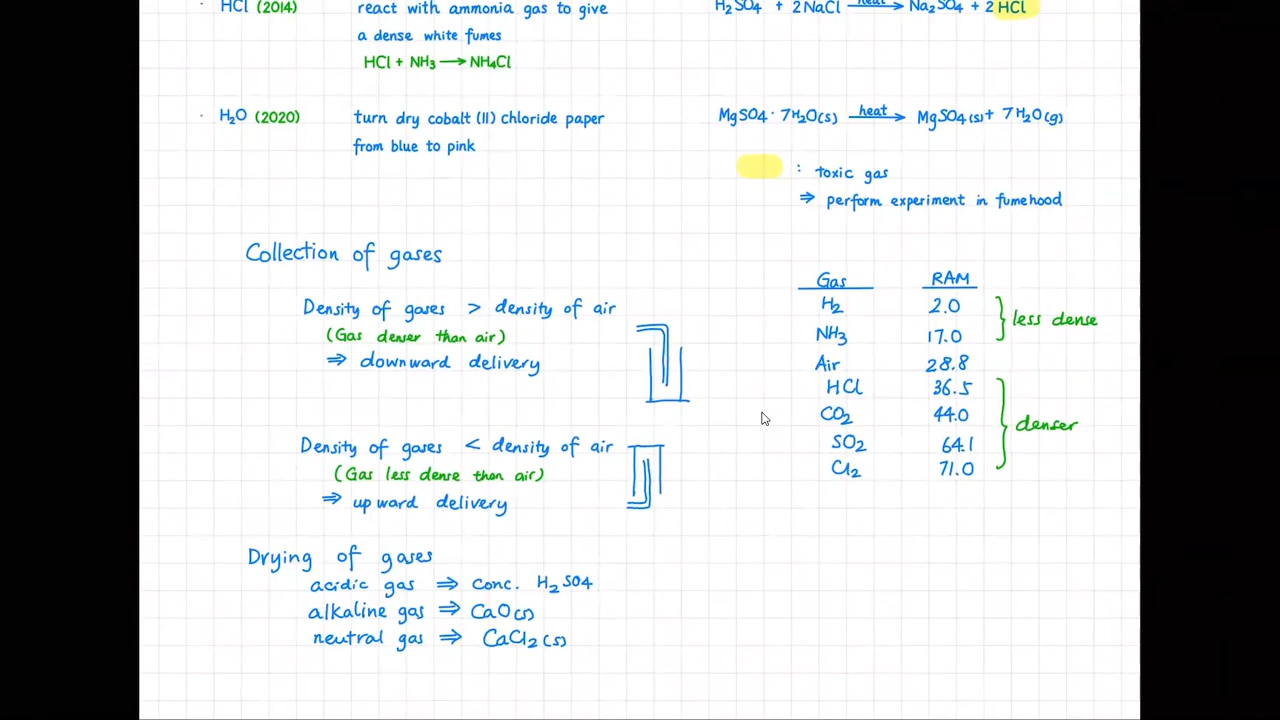 · HCl (2014) react with ammonia gas to give H₂SO₄ + 2NaCl heat⟶ Na₂SO₄ + 2 HCl
a dense white fumes
HCl + NH₃ ⟶ NH₄Cl
· H₂O (2020) turn dry cobalt (II) chloride paper MgSO₄ · 7H₂O(s) heat⟶ MgSO₄(s) + 7H₂O(g)
from blue to pink
: toxic gas
⇒ perform experiment in fumehood
Collection of gases
Density of gases > density of air
(Gas denser than air)
⇒ downward delivery
Density of gases < density of air
(Gas less dense than air)
⇒ upward delivery
Gas RAM
H₂ 2.0
NH₃ 17.0
less dense
Air 28.8
HCl 36.5
CO₂ 44.0
SO₂ 64.1
Cl₂ 71.0
denser
Drying of gases
acidic gas ⇒ conc. H₂SO₄
alkaline gas ⇒ CaO(s)
neutral gas ⇒ CaCl₂(s)